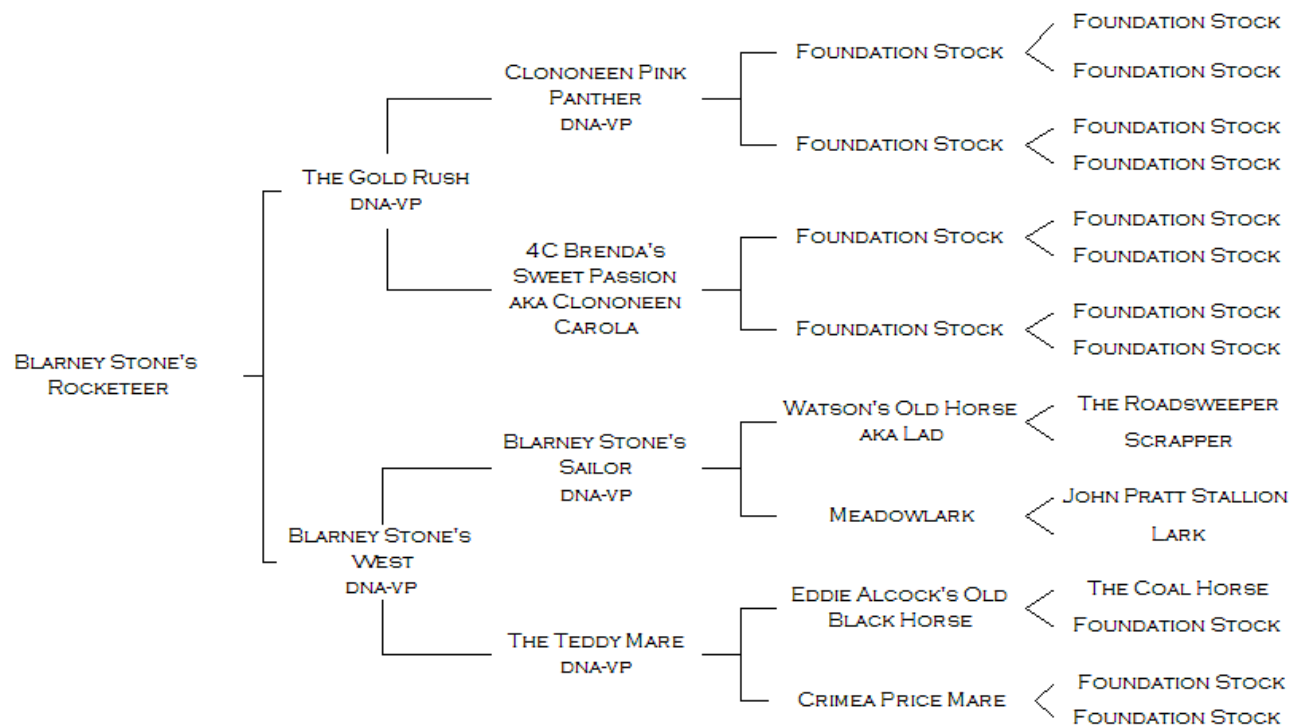 Foundation Stock
Foundation Stock
Foundation Stock
Clononeen Pink
Panther
DNA-VP
Foundation Stock
Foundation Stock
Foundation Stock
The Gold Rush
DNA-VP
Foundation Stock
Foundation Stock
Foundation Stock
4C Brenda's
Sweet Passion
aka Clononeen
Carola
Foundation Stock
Foundation Stock
Foundation Stock
Blarney Stone's
Rocketeer
Watson's Old Horse
aka Lad
The Roadsweeper
Scrapper
Blarney Stone's
Sailor
DNA-VP
Meadowlark
John Pratt Stallion
Lark
Blarney Stone's
West
DNA-VP
Eddie Alcock's Old
Black Horse
The Coal Horse
Foundation Stock
The Teddy Mare
DNA-VP
Crimea Price Mare
Foundation Stock
Foundation Stock